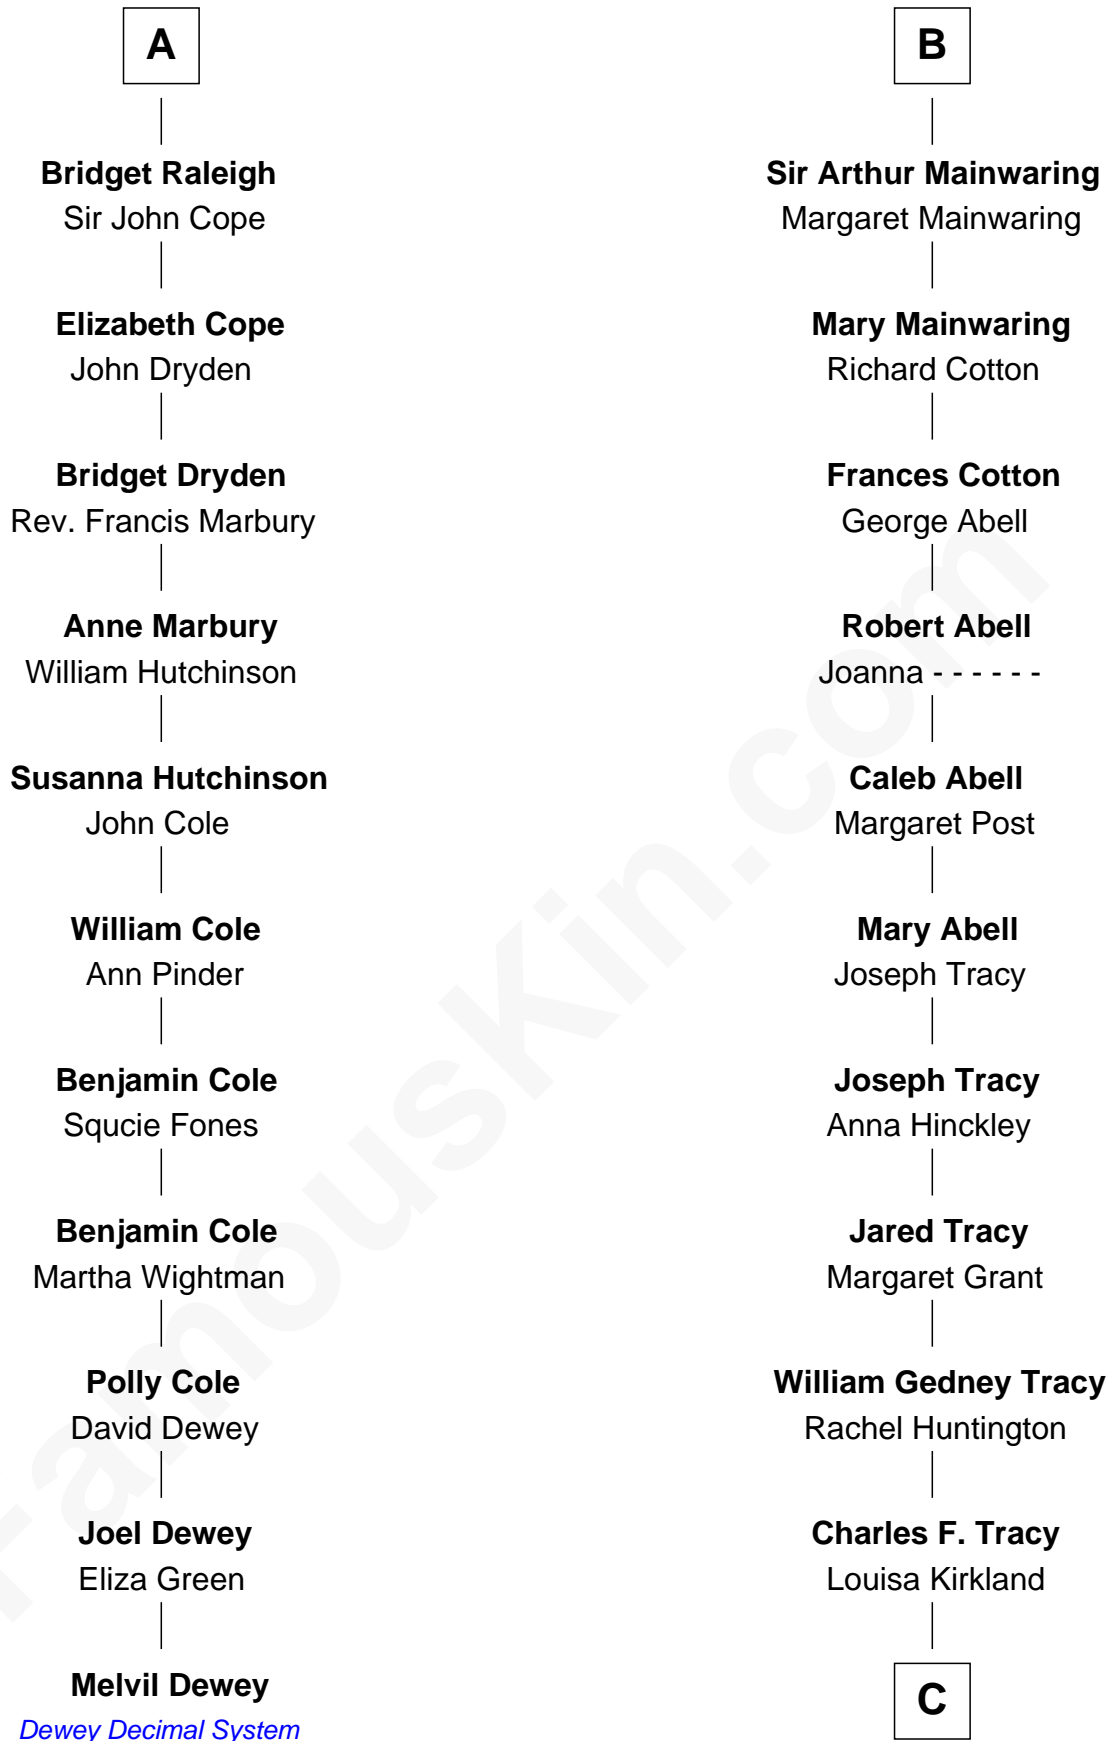 A
Bridget Raleigh
Sir John Cope
Elizabeth Cope
John Dryden
Bridget Dryden
Rev. Francis Marbury
Anne Marbury
William Hutchinson
Susanna Hutchinson
John Cole
William Cole
Ann Pinder
Benjamin Cole
Squcie Fones
Benjamin Cole
Martha Wightman
Polly Cole
David Dewey
Joel Dewey
Eliza Green
Melvil Dewey
Dewey Decimal System
B
Sir Arthur Mainwaring
Margaret Mainwaring
Mary Mainwaring
Richard Cotton
Frances Cotton
George Abell
Robert Abell
Joanna - - - - - -
Caleb Abell
Margaret Post
Mary Abell
Joseph Tracy
Joseph Tracy
Anna Hinckley
Jared Tracy
Margaret Grant
William Gedney Tracy
Rachel Huntington
Charles F. Tracy
Louisa Kirkland
C
FamousKin.com